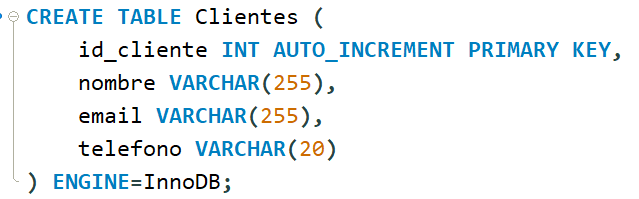 CREATE TABLE Clientes (
    id_cliente INT AUTO_INCREMENT PRIMARY KEY,
    nombre VARCHAR(255),
    email VARCHAR(255),
    telefono VARCHAR(20)
) ENGINE=InnoDB;